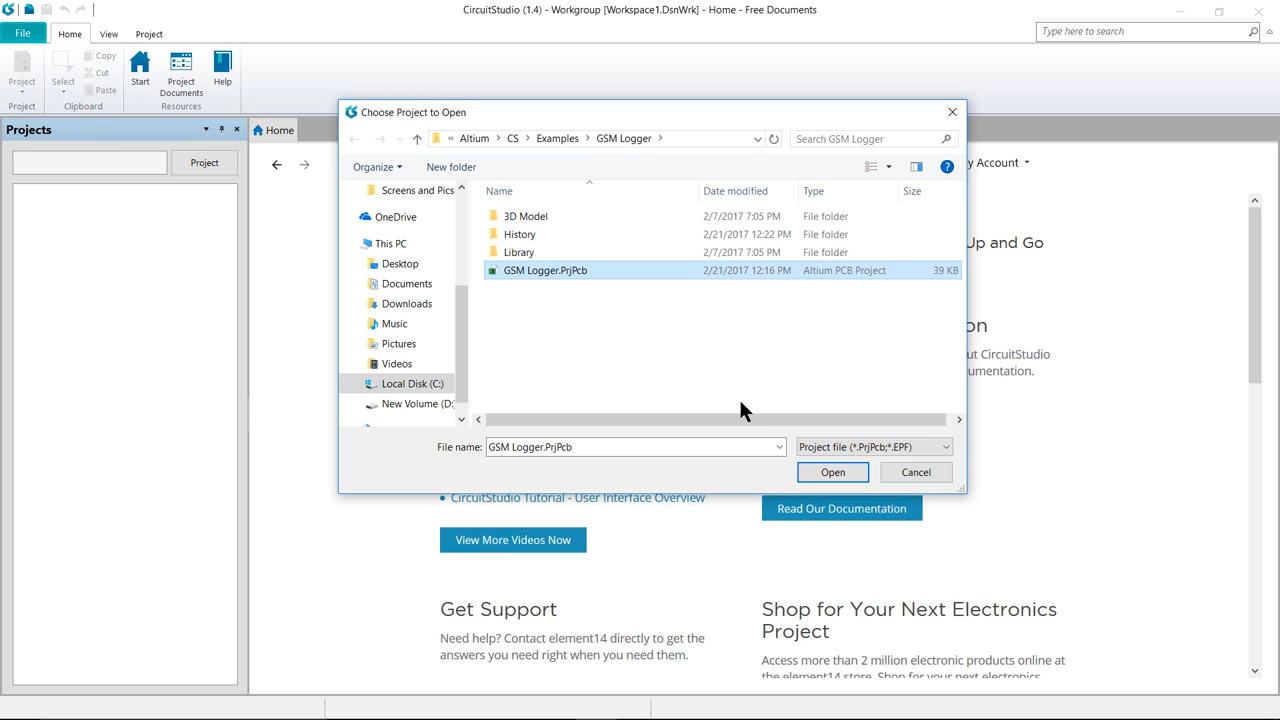 CircuitStudio (1.4) - Workgroup [Workspace1.DsnWrk] - Home - Free Documents
File
Home
View
Project
Type here to search
Project
Select
Copy
Cut
Paste
Start
Project Documents
Help
Project
Clipboard
Resources
Projects
Home
Project
y Account
Choose Project to Open
« Altium > CS > Examples > GSM Logger >
Search GSM Logger
Organize
New folder
Screens and Pics
OneDrive
This PC
Desktop
Documents
Downloads
Music
Pictures
Videos
Local Disk (C:)
New Volume (D:
Name Date modified Type Size
3D Model 2/7/2017 7:05 PM File folder
History 2/21/2017 12:22 PM File folder
Library 2/7/2017 7:05 PM File folder
GSM Logger.PrjPcb 2/21/2017 12:16 PM Altium PCB Project 39 KB
File name: GSM Logger.PrjPcb
Project file (*.PrjPcb;*.EPF)
Open
Cancel
Up and Go
on
ut CircuitStudio
umentation.
CircuitStudio Tutorial - User Interface Overview
View More Videos Now
Read Our Documentation
Get Support
Need help? Contact element14 directly to get the
answers you need right when you need them.
Shop for Your Next Electronics
Project
Access more than 2 million electronic products online at
the element14 store. Shop for your next electronics